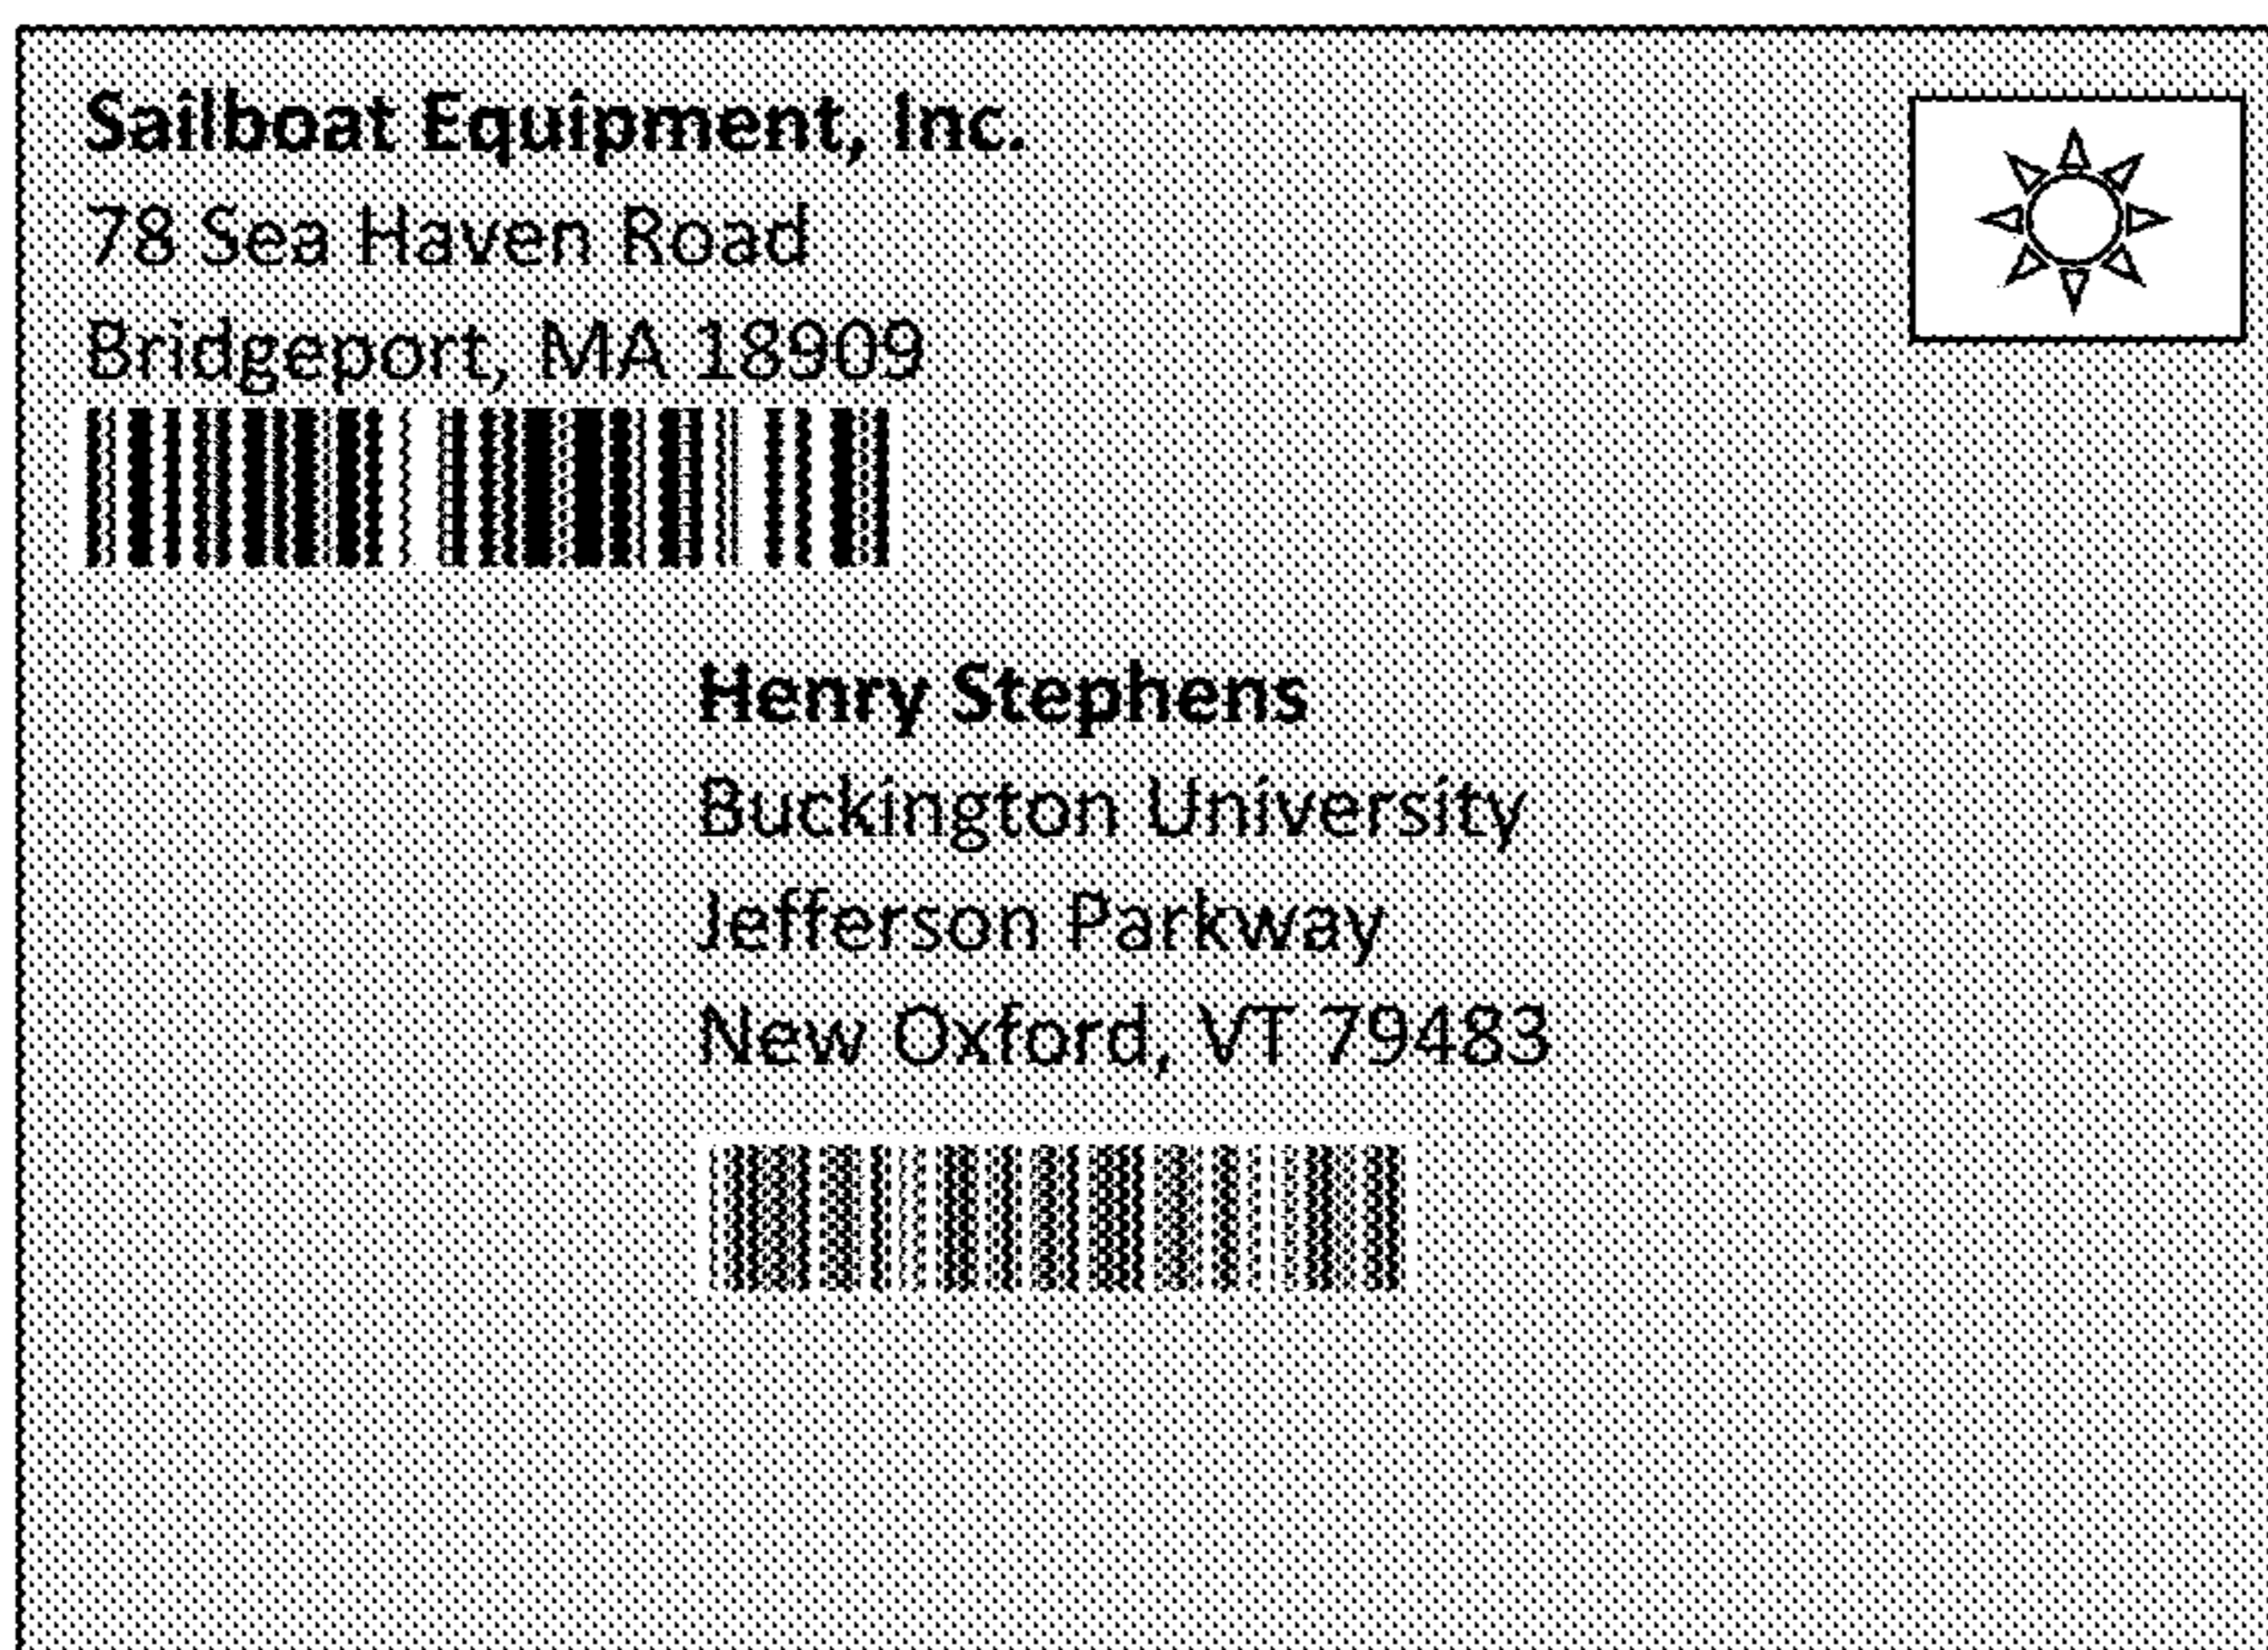 Sailboat Equipment, Inc.
78 Sea Haven Road
Bridgeport, MA 18909
Henry Stephens
Buckington University
Jefferson Parkway
New Oxford, VT 79483